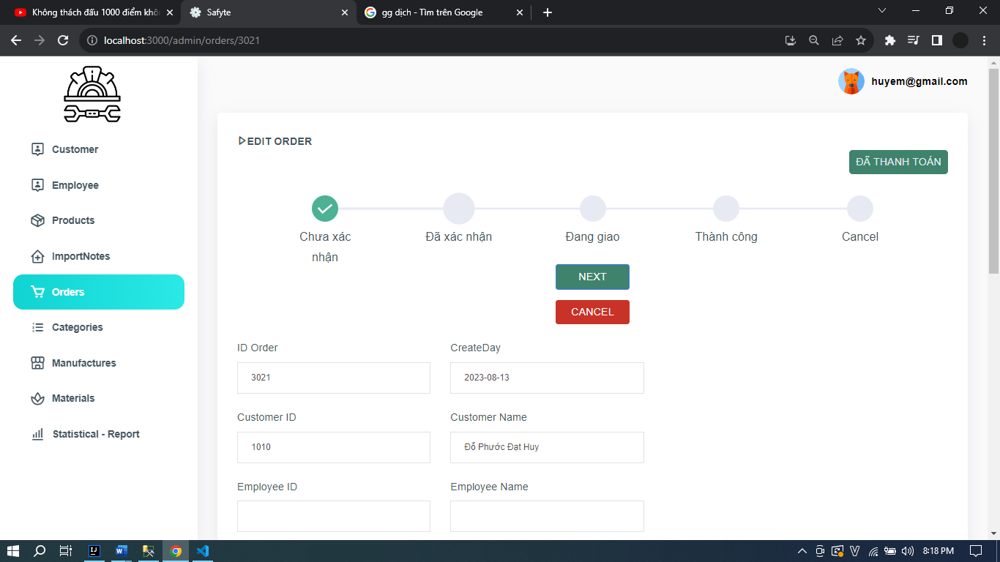 Không thách đấu 1000 điểm khô
Safyte
gg dịch - Tìm trên Google
localhost:3000/admin/orders/3021
huyem@gmail.com
Customer
Employee
Products
ImportNotes
Orders
Categories
Manufactures
Materials
Statistical - Report
EDIT ORDER
ĐÃ THANH TOÁN
Chưa xác
nhận
Đã xác nhận
Đang giao
Thành công
Cancel
NEXT
CANCEL
ID Order
CreateDay
3021
2023-08-13
Customer ID
Customer Name
1010
Đỗ Phước Đạt Huy
Employee ID
Employee Name
8:18 PM